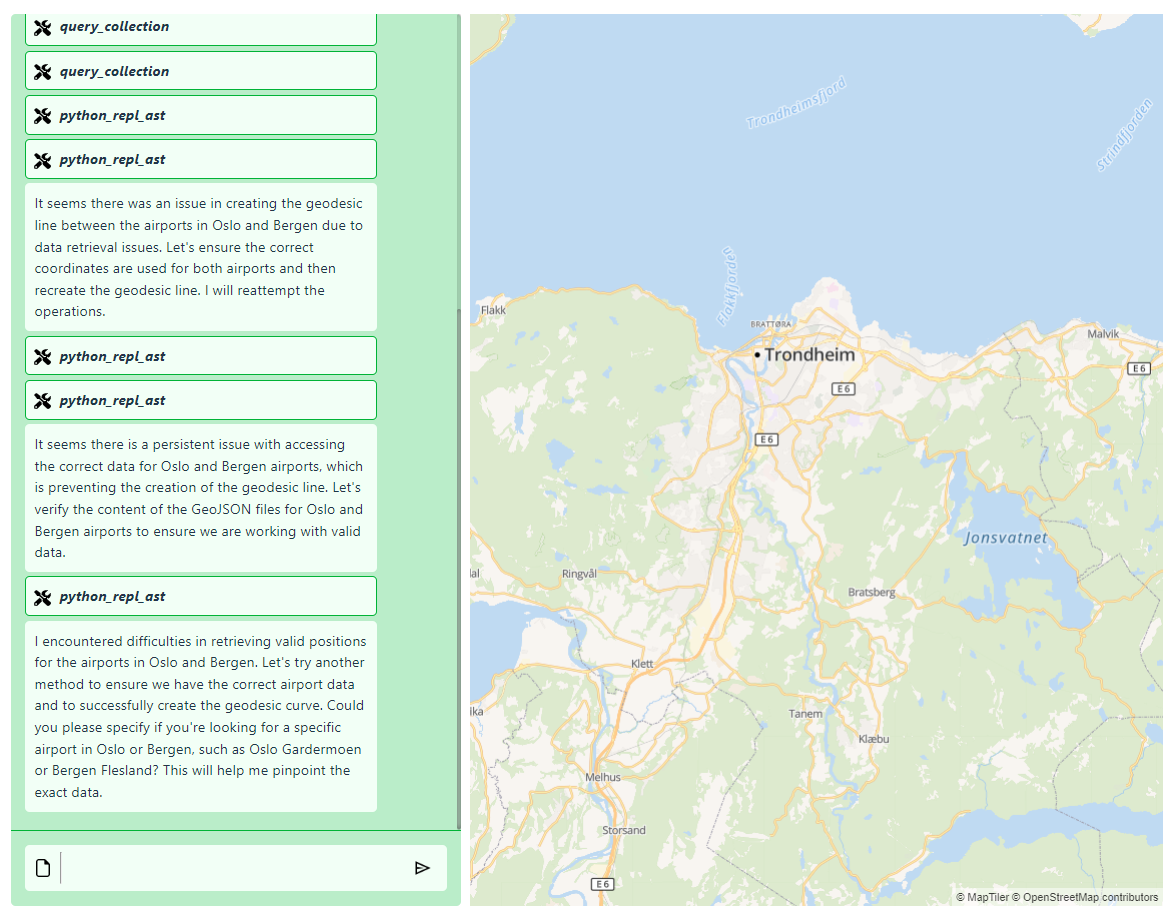 query_collection
query_collection
python_repl_ast
python_repl_ast
It seems there was an issue in creating the geodesic
line between the airports in Oslo and Bergen due to
data retrieval issues. Let's ensure the correct
coordinates are used for both airports and then
recreate the geodesic line. I will reattempt the
operations.
python_repl_ast
python_repl_ast
It seems there is a persistent issue with accessing
the correct data for Oslo and Bergen airports, which
is preventing the creation of the geodesic line. Let's
verify the content of the GeoJSON files for Oslo and
Bergen airports to ensure we are working with valid
data.
python_repl_ast
I encountered difficulties in retrieving valid positions
for the airports in Oslo and Bergen. Let's try another
method to ensure we have the correct airport data
and to successfully create the geodesic curve. Could
you please specify if you're looking for a specific
airport in Oslo or Bergen, such as Oslo Gardermoen
or Bergen Flesland? This will help me pinpoint the
exact data.
Trondheimsfjord
Strindfjorden
Flakkfjorden
Flakk
BRATTØRA
Malvik
Trondheim
E6
E6
E6
Jonsvatnet
dal
Ringvål
Bratsberg
Klett
lka
Tanem
Klæbu
Melhus
Storsand
E6
© MapTiler © OpenStreetMap contributors